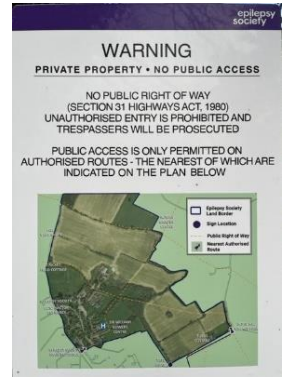 epilepsy
society
WARNING
PRIVATE PROPERTY • NO PUBLIC ACCESS
NO PUBLIC RIGHT OF WAY
(SECTION 31 HIGHWAYS ACT, 1980)
UNAUTHORISED ENTRY IS PROHIBITED AND
TRESPASSERS WILL BE PROSECUTED
PUBLIC ACCESS IS ONLY PERMITTED ON
AUTHORISED ROUTES - THE NEAREST OF WHICH ARE
INDICATED ON THE PLAN BELOW
Epilepsy Society
Land Border
Sign Location
Public Right of Way
Nearest Authorised
Route
H